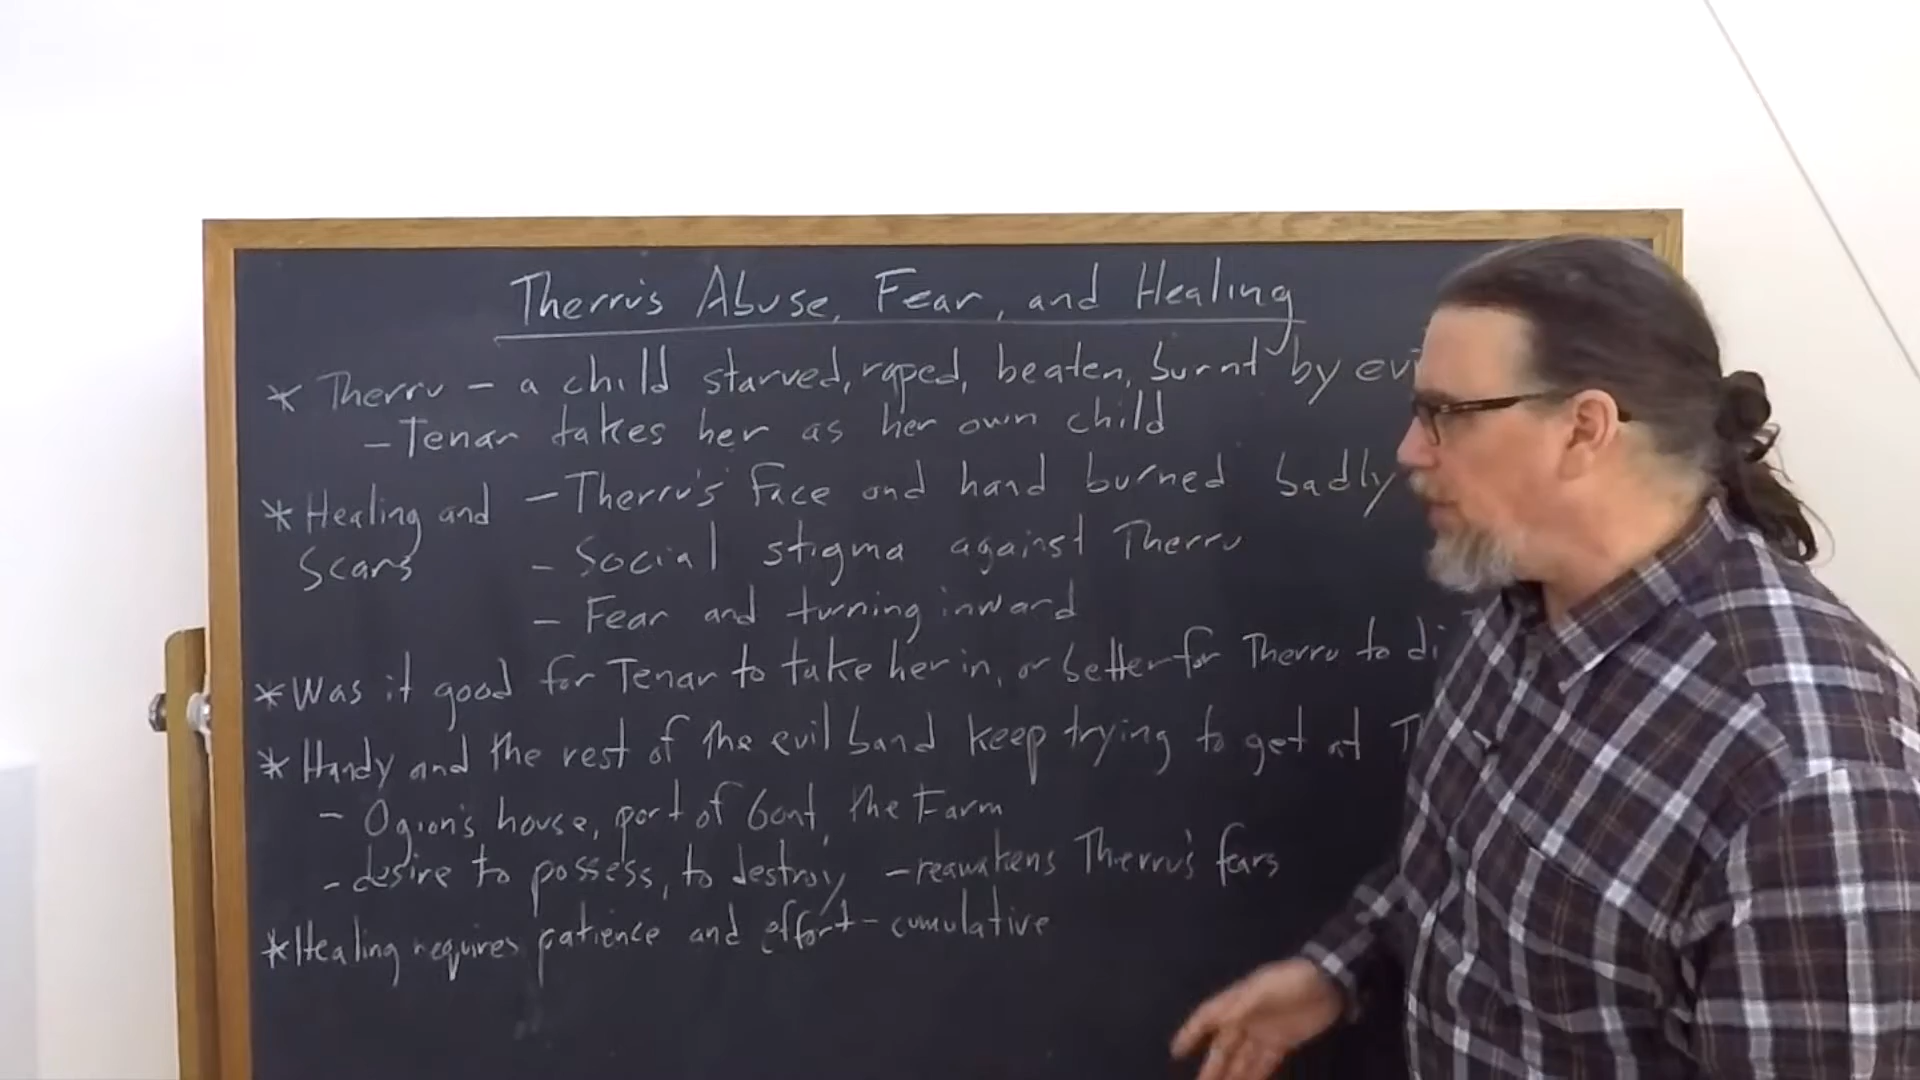 Therru's Abuse, Fear, and Healing
* Therru – a child starved, raped, beaten, burnt by
– Tenar takes her as her own child
* Healing and Scars
– Therru's Face and hand burned badly
– Social stigma against Therru
– Fear and turning inward
* Was it good for Tenar to take her in, or better for Therru to
* Handy and the rest of the evil band keep trying to get at
– Ogion's house, port of Gont, the Farm
– desire to possess, to destroy – reawakens Therru's fears
* Healing requires patience and effort – cumulative